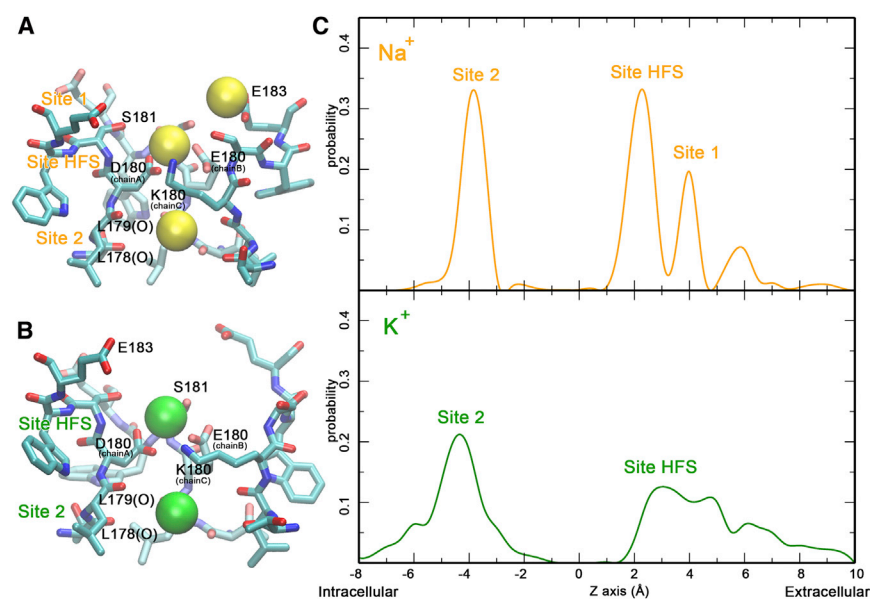 A
E183
Site 1
S181
Site HFS
D180
(chainA)
E180
(chainB)
K180
(chainC)
L179(O)
Site 2
L178(O)
B
E183
S181
Site HFS
D180
(chainA)
E180
(chainB)
K180
(chainC)
L179(O)
Site 2
L178(O)
C
Na+
Site 2
Site HFS
Site 1
probability
0.4
0.3
0.2
0.1
K+
Site 2
Site HFS
probability
0.4
0.3
0.2
0.1
-8 -6 -4 -2 0 2 4 6 8 10
Intracellular Z axis (Å) Extracellular